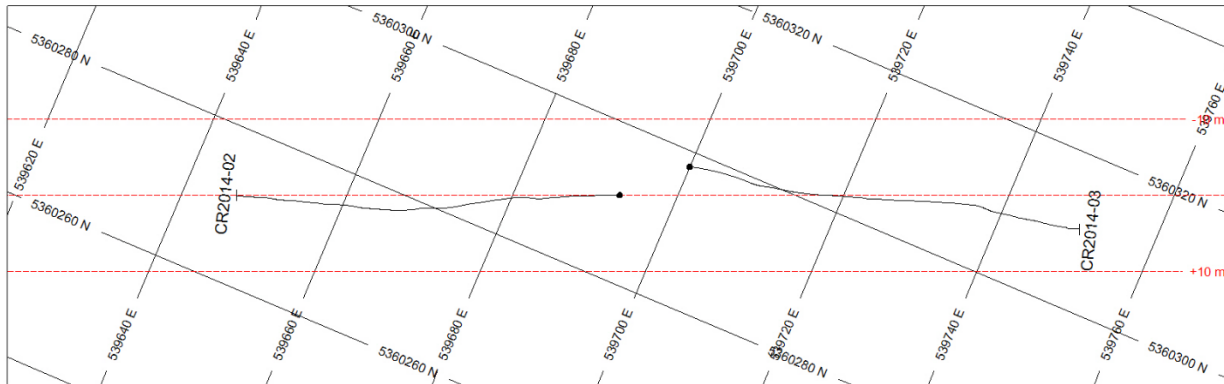 5360280 N
539640 E
539660 E
5360300 N
539680 E
539700 E
5360320 N
539720 E
539740 E
539760 E
-10 m
539620 E
CR2014-02
5360260 N
5360320 N
CR2014-03
+10 m
539640 E
539660 E
5360260 N
539680 E
539700 E
5360280 N
539720 E
539740 E
5360300 N
539760 E